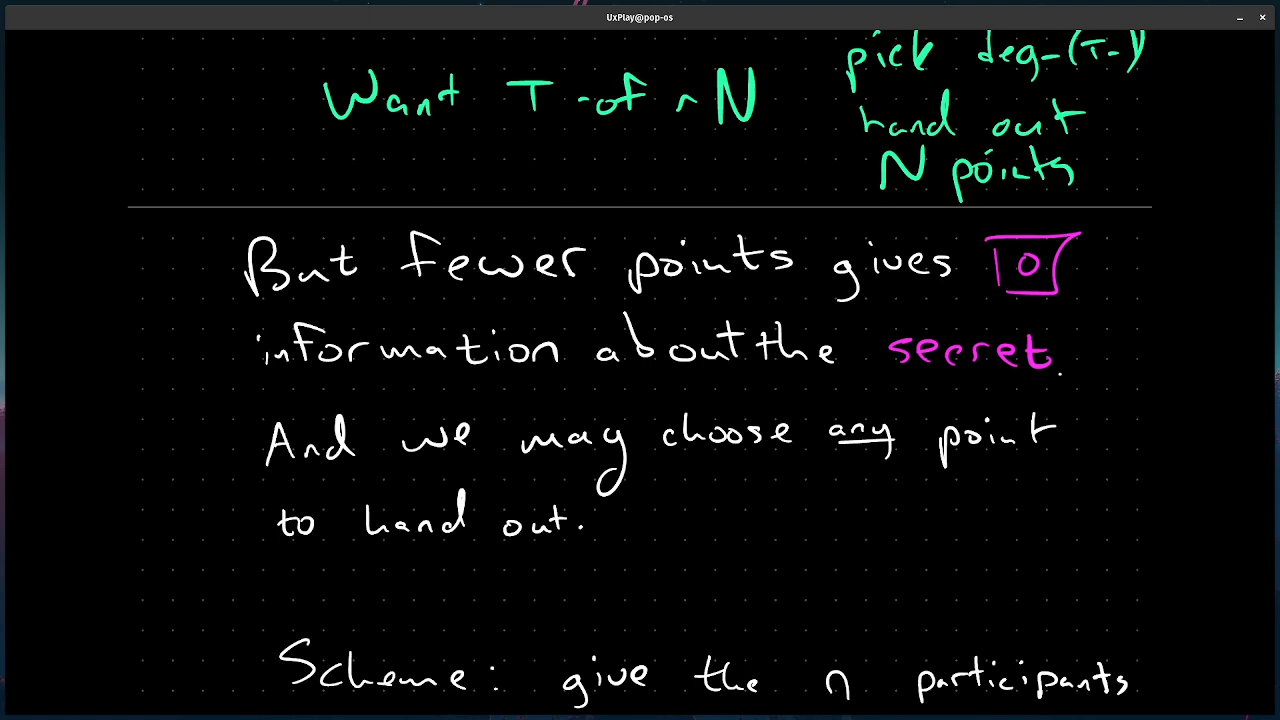 UxPlay@pop-os
pick deg-(T-1)
Want T-of-N
hand out
N points
But fewer points gives 0
information about the secret.
And we may choose any point
to hand out.
Scheme: give the n participants